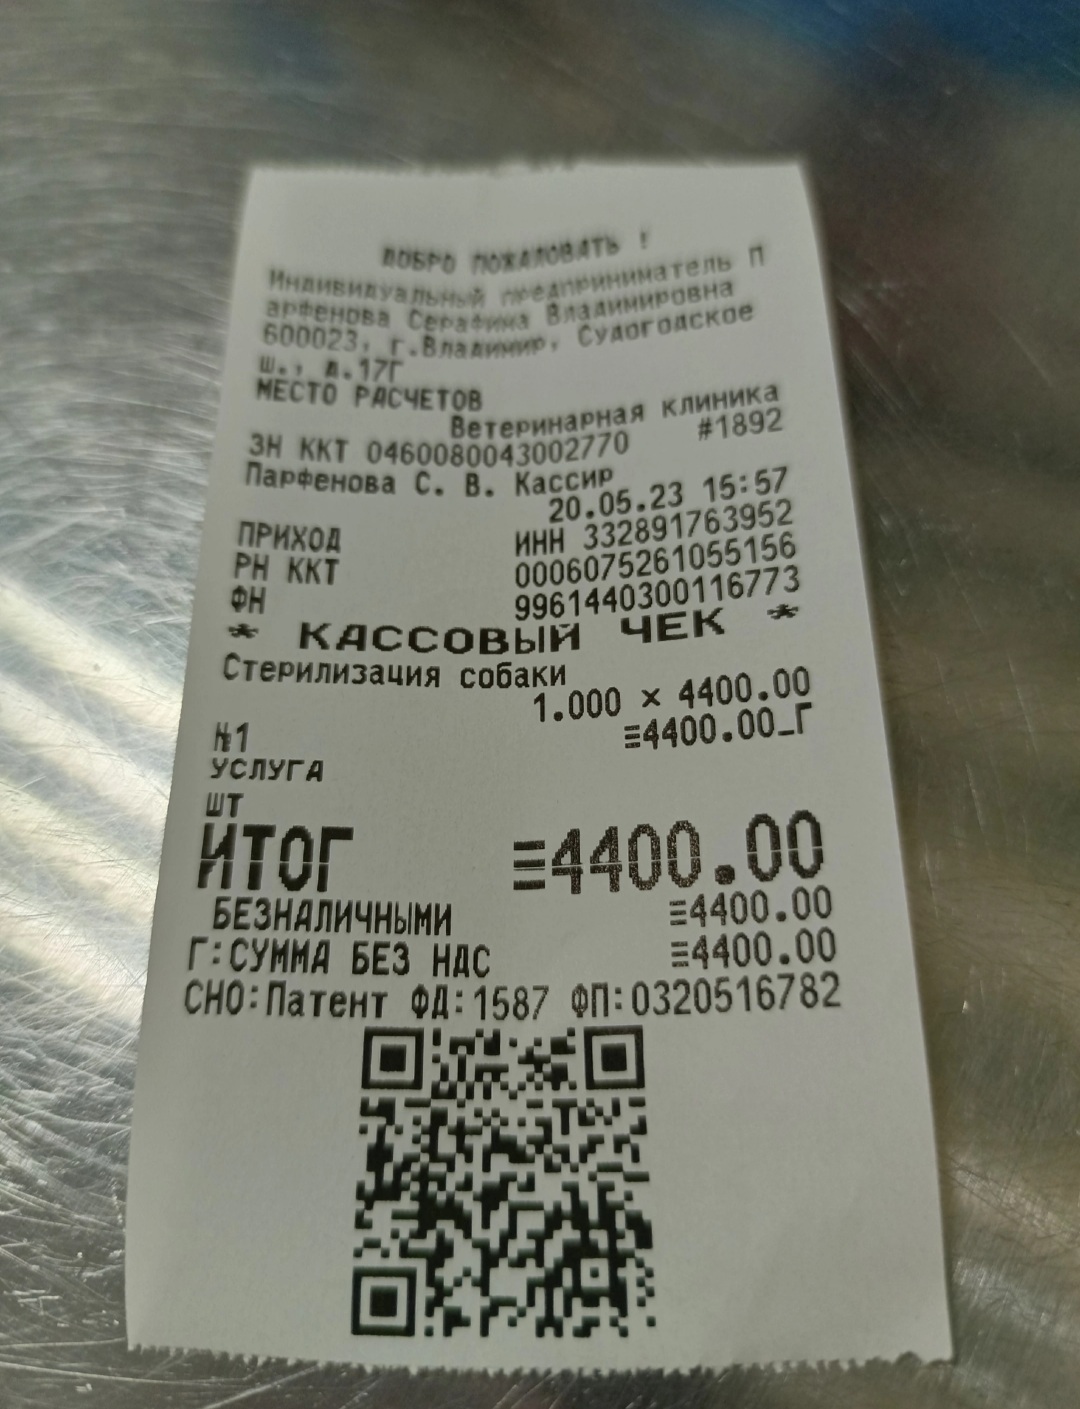 ДОБРО ПОЖАЛОВАТЬ !
Индивидуальный предприниматель П
арфенова Серафина Владимировна
600023, г.Владимир, Судогодское
ш., д.17Г
МЕСТО РАСЧЕТОВ
Ветеринарная клиника
ЗН ККТ 0460080043002770 #1892
Парфенова С. В. Кассир
20.05.23 15:57
ПРИХОД ИНН 332891763952
РН ККТ 0006075261055156
ФН 9961440300116773
* КАССОВЫЙ ЧЕК *
Стерилизация собаки
1.000 × 4400.00
№1 ≡4400.00_Г
УСЛУГА
шт
ИТОГ ≡4400.00
БЕЗНАЛИЧНЫМИ ≡4400.00
Г:СУММА БЕЗ НДС ≡4400.00
СНО:Патент ФД:1587 ФП:0320516782